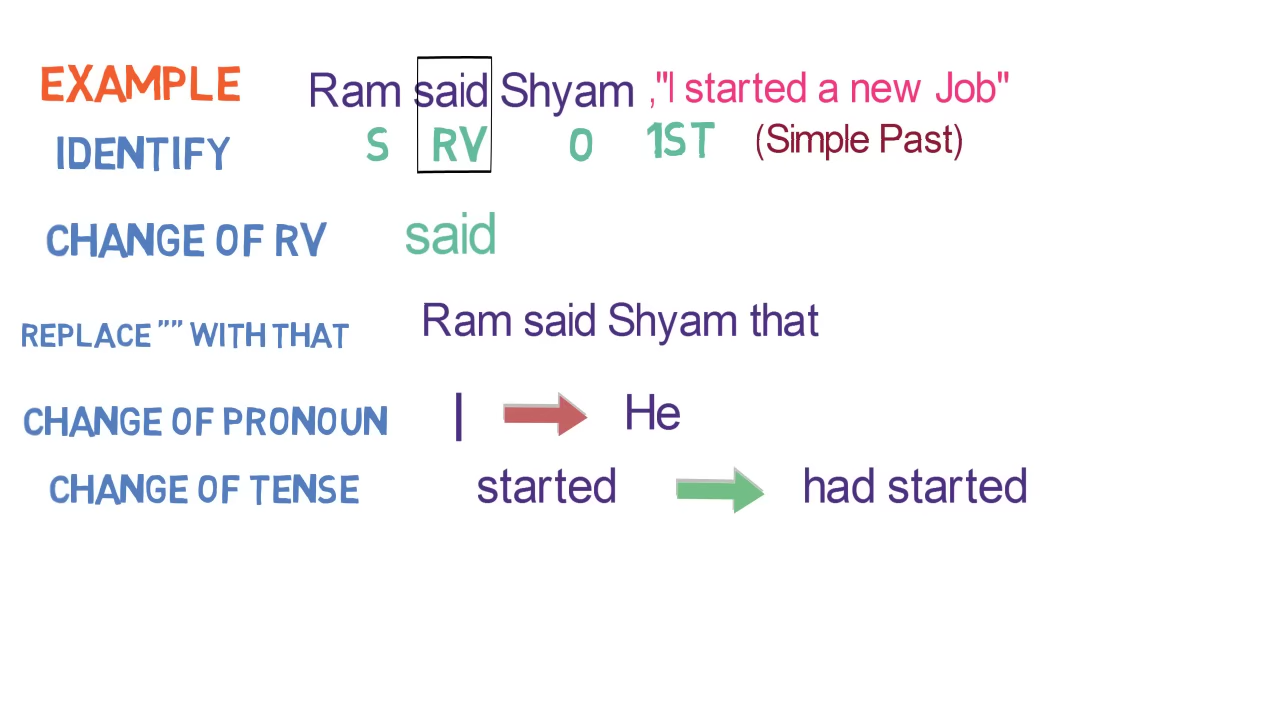 EXAMPLE Ram said Shyam ,"I started a new Job"
IDENTIFY S RV O 1ST (Simple Past)
CHANGE OF RV said
REPLACE "" WITH THAT Ram said Shyam that
CHANGE OF PRONOUN I He
CHANGE OF TENSE started had started